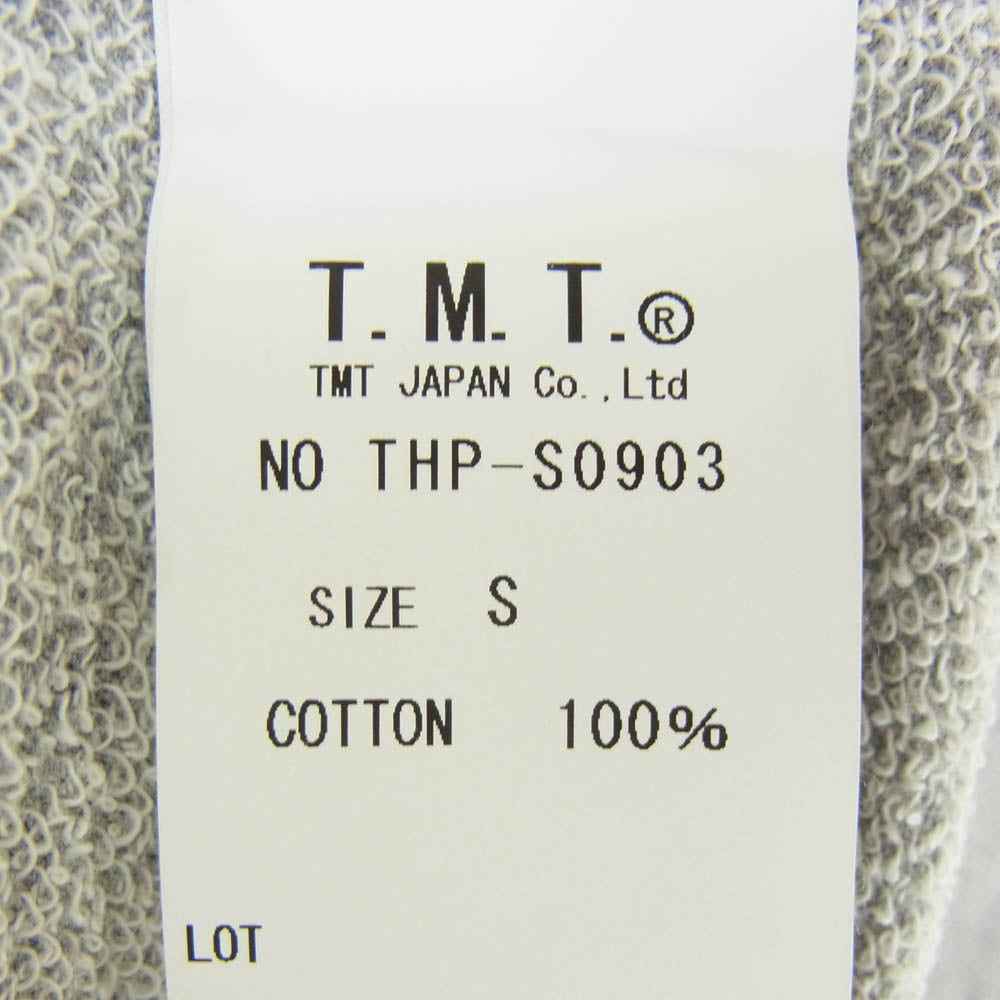 T.M.T.®
TMT JAPAN Co.,Ltd
NO THP-S0903
SIZE S
COTTON 100%
LOT